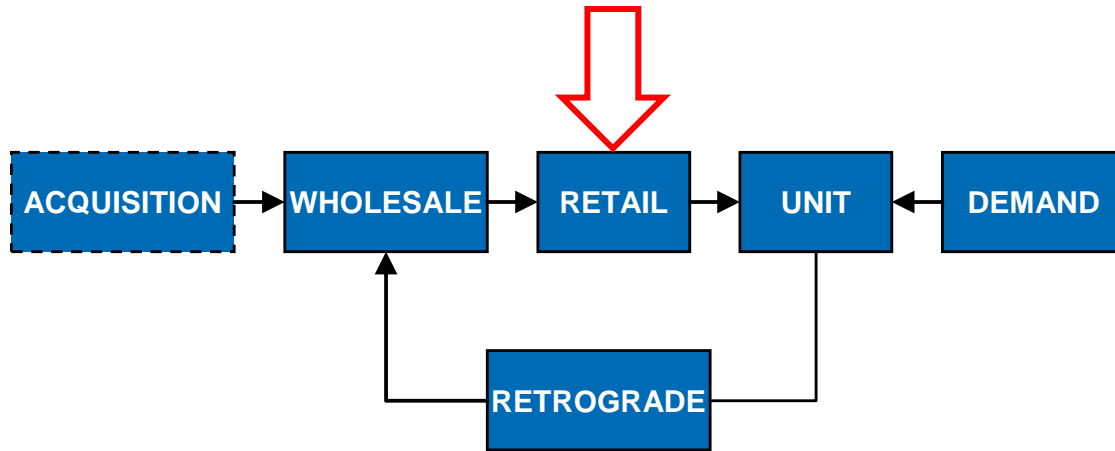 ACQUISITION
WHOLESALE
RETAIL
UNIT
DEMAND
RETROGRADE